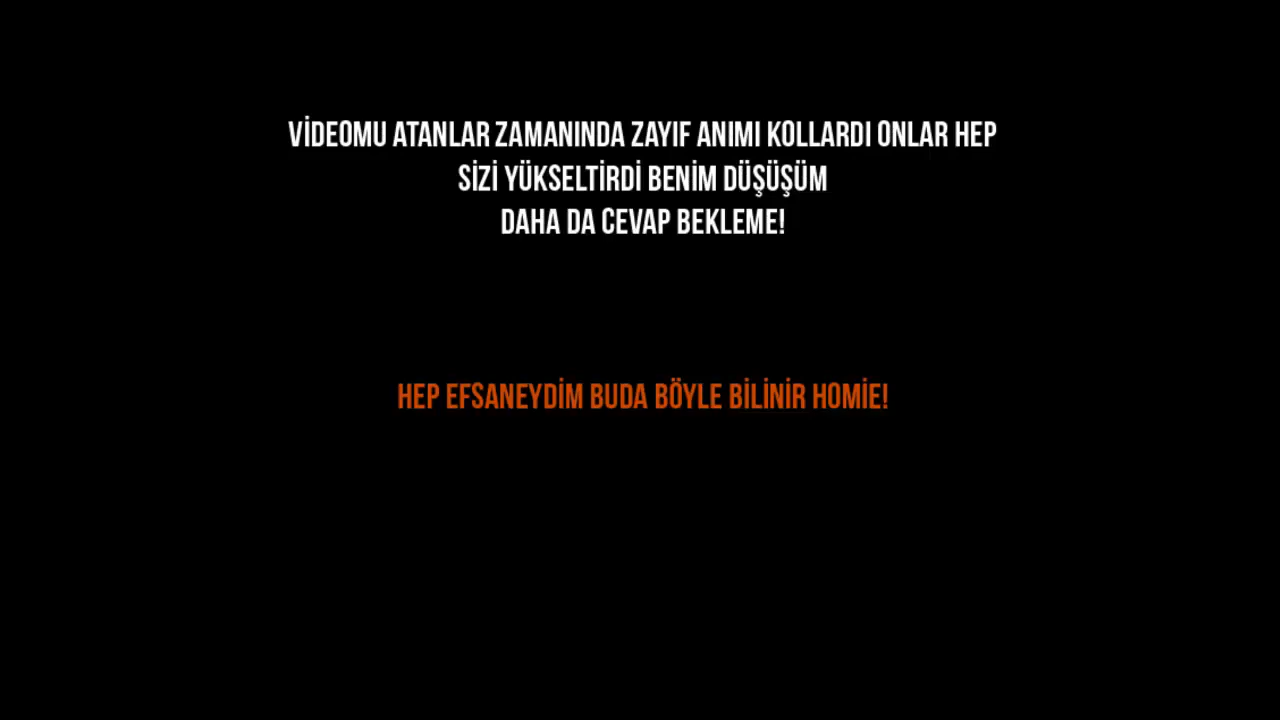 VİDEOMU ATANLAR ZAMANINDA ZAYIF ANIMI KOLLARDI ONLAR HEP
SİZİ YÜKSELTİRDİ BENİM DÜŞÜŞÜM
DAHA DA CEVAP BEKLEME!
HEP EFSANEYDİM BUDA BÖYLE BİLİNİR HOMİE!